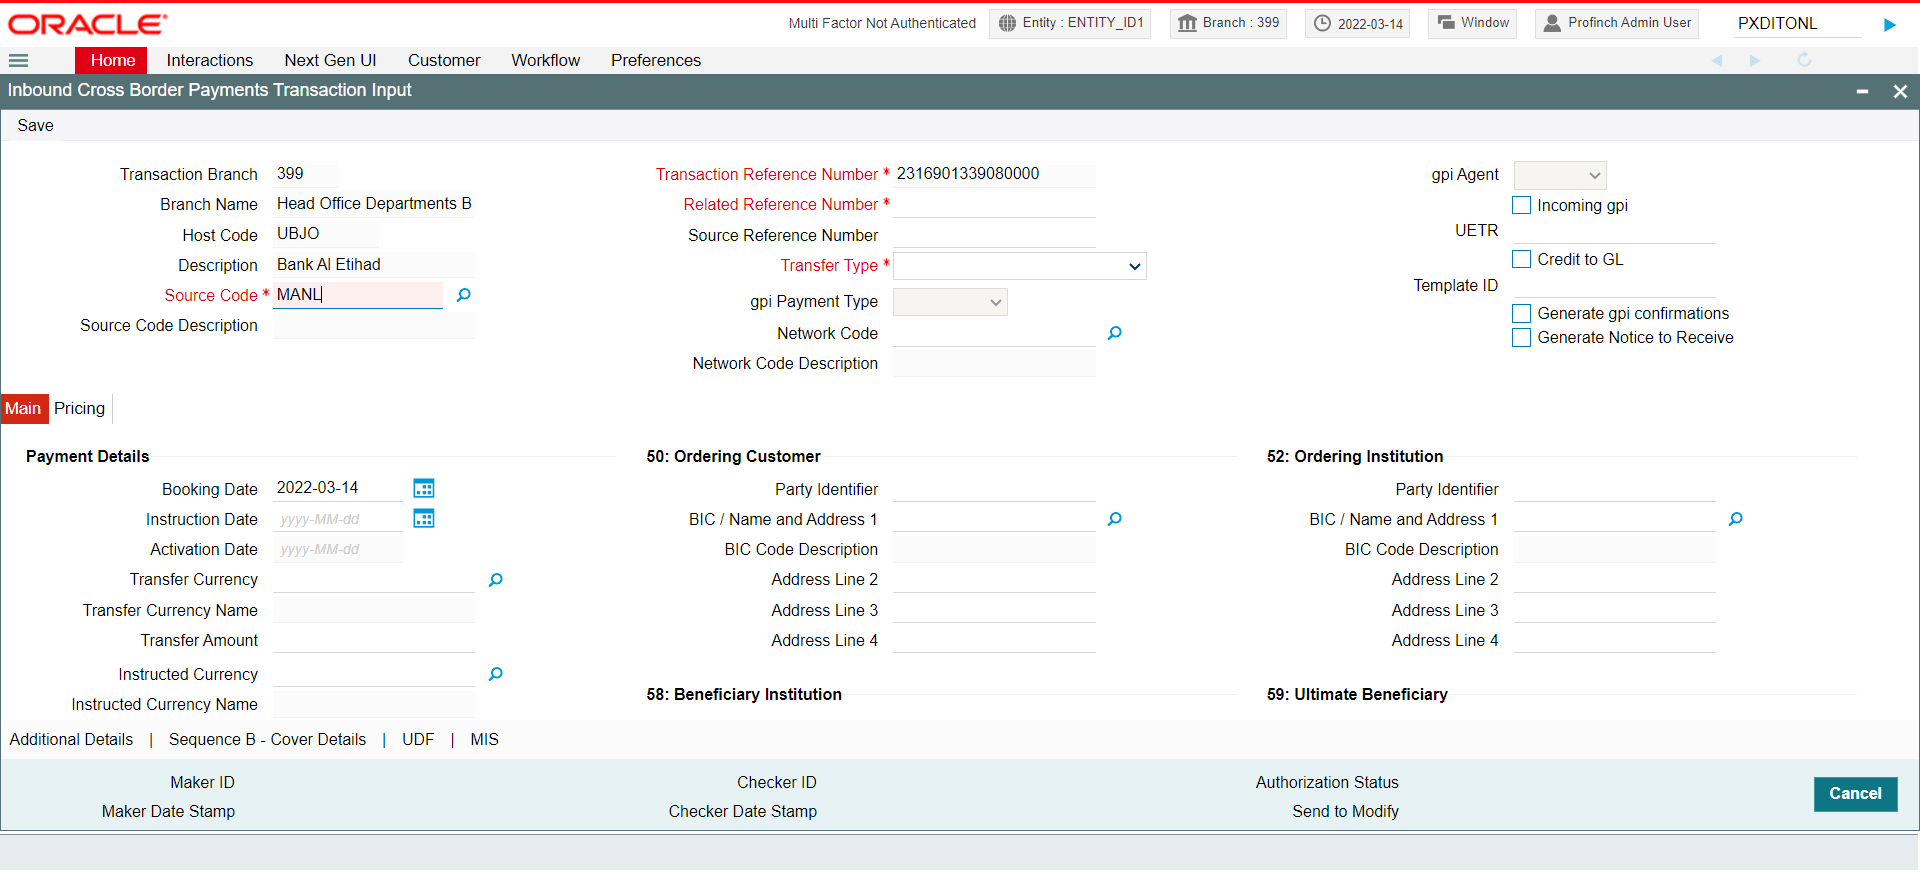 ORACLE
Multi Factor Not Authenticated
Entity : ENTITY_ID1
Branch : 399
2022-03-14
Window
Profinch Admin User
PXDITONL
Home
Interactions
Next Gen UI
Customer
Workflow
Preferences
Inbound Cross Border Payments Transaction Input
Save
Transaction Branch 399
Branch Name Head Office Departments B
Host Code UBJO
Description Bank Al Etihad
Source Code * MANL
Source Code Description
Transaction Reference Number * 2316901339080000
Related Reference Number *
Source Reference Number
Transfer Type *
gpi Payment Type
Network Code
Network Code Description
gpi Agent
Incoming gpi
UETR
Credit to GL
Template ID
Generate gpi confirmations
Generate Notice to Receive
Main
Pricing
Payment Details
Booking Date 2022-03-14
Instruction Date yyyy-MM-dd
Activation Date yyyy-MM-dd
Transfer Currency
Transfer Currency Name
Transfer Amount
Instructed Currency
Instructed Currency Name
50: Ordering Customer
Party Identifier
BIC / Name and Address 1
BIC Code Description
Address Line 2
Address Line 3
Address Line 4
58: Beneficiary Institution
52: Ordering Institution
Party Identifier
BIC / Name and Address 1
BIC Code Description
Address Line 2
Address Line 3
Address Line 4
59: Ultimate Beneficiary
Additional Details | Sequence B - Cover Details | UDF | MIS
Maker ID
Maker Date Stamp
Checker ID
Checker Date Stamp
Authorization Status
Send to Modify
Cancel